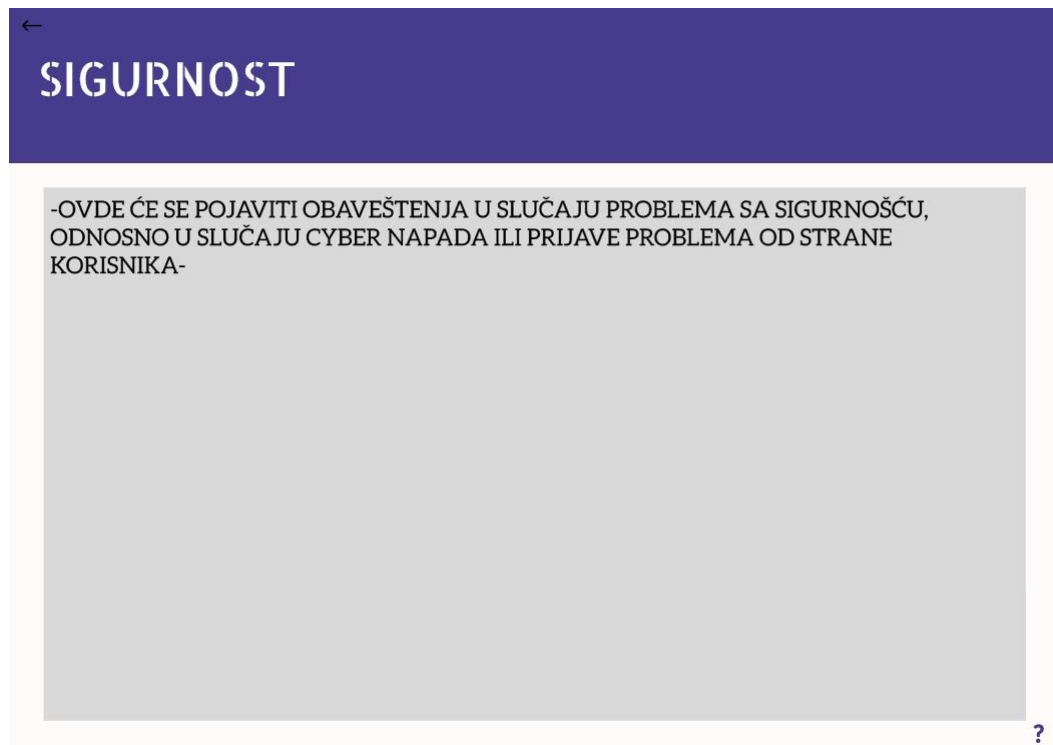 ←
SIGURNOST
-OVDE ĆE SE POJAVITI OBAVEŠTENJA U SLUČAJU PROBLEMA SA SIGURNOŠĆU,
ODNOSNO U SLUČAJU CYBER NAPADA ILI PRIJAVE PROBLEMA OD STRANE
KORISNIKA-
?